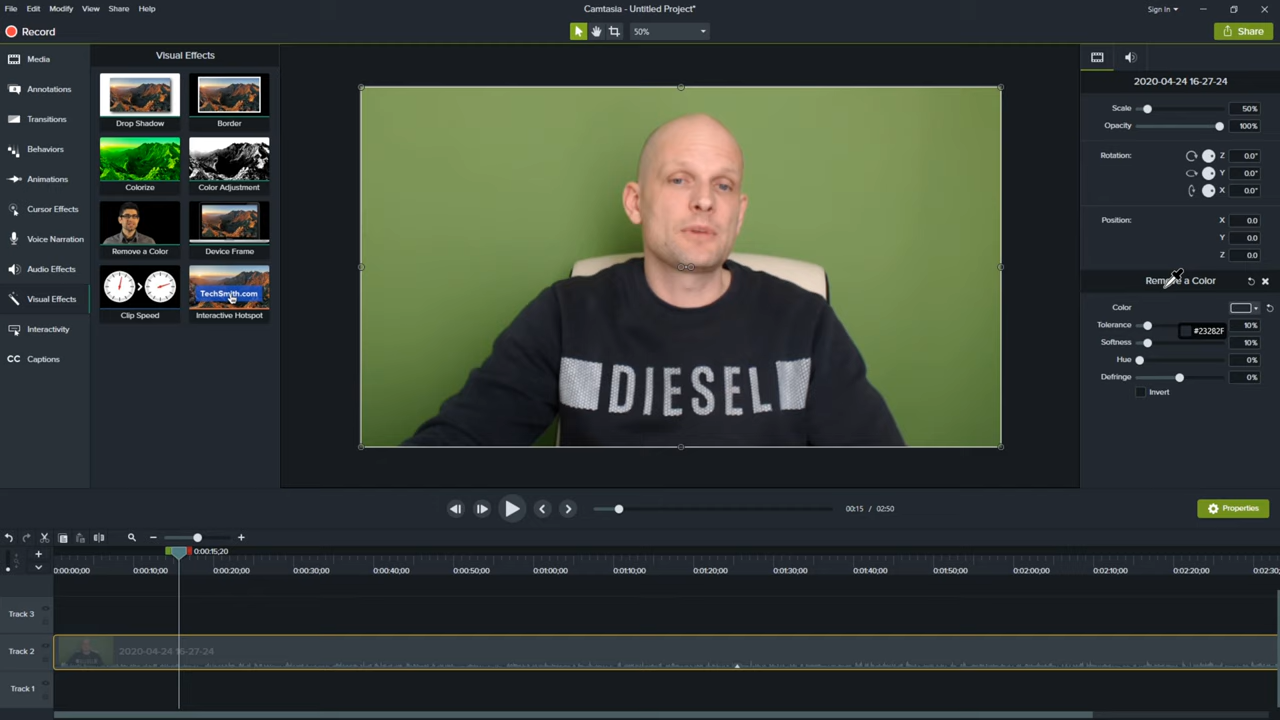 File Edit Modify View Share Help
Camtasia - Untitled Project*
Sign In
Record
50%
Share
Media
Annotations
Transitions
Behaviors
Animations
Cursor Effects
Voice Narration
Audio Effects
Visual Effects
Interactivity
CC Captions
Visual Effects
Drop Shadow
Border
Colorize
Color Adjustment
Remove a Color
Device Frame
Clip Speed
TechSmith.com
Interactive Hotspot
DIESEL
2020-04-24 16-27-24
Scale 50%
Opacity 100%
Rotation: Z 0.0°
Y 0.0°
X 0.0°
Position: X 0.0
Y 0.0
Z 0.0
Remove a Color
Color
Tolerance 10%
#23282F
Softness 10%
Hue 0%
Defringe 0%
Invert
00:15 / 02:50
Properties
0:00:15;20
0:00:00;00 0:00:10;00 0:00:20;00 0:00:30;00 0:00:40;00 0:00:50;00 0:01:00;00 0:01:10;00 0:01:20;00 0:01:30;00 0:01:40;00 0:01:50;00 0:02:00;00 0:02:10;00 0:02:20;00
Track 3
Track 2
2020-04-24 16-27-24
Track 1